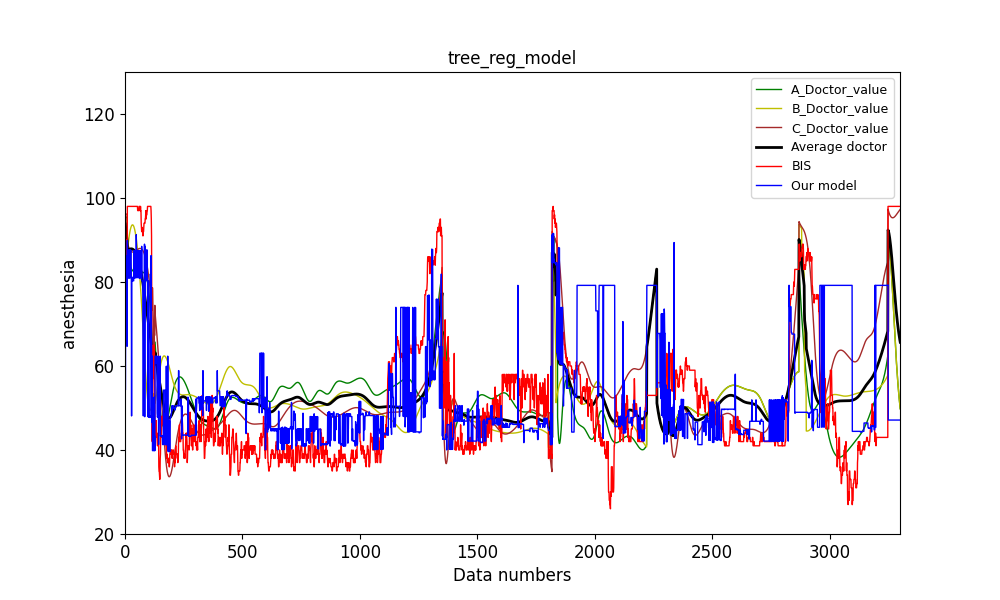 tree_reg_model
A_Doctor_value
B_Doctor_value
C_Doctor_value
Average doctor
BIS
Our model
anesthesia
120
100
80
60
40
20
0
500
1000
1500
2000
2500
3000
Data numbers